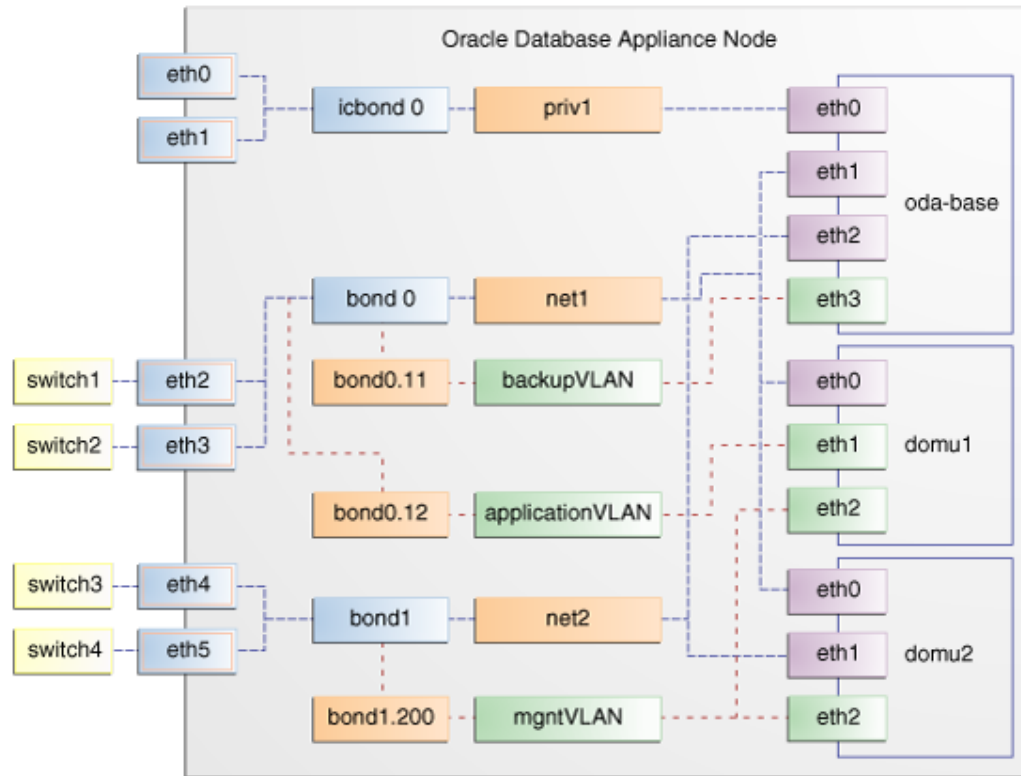 Oracle Database Appliance Node
eth0
eth1
icbond 0
priv1
eth0
eth1
eth2
eth3
oda-base
bond 0
net1
switch1
eth2
bond0.11
backupVLAN
eth0
switch2
eth3
eth1
domu1
bond0.12
applicationVLAN
eth2
switch3
eth4
eth0
bond1
net2
switch4
eth5
eth1
domu2
bond1.200
mgntVLAN
eth2